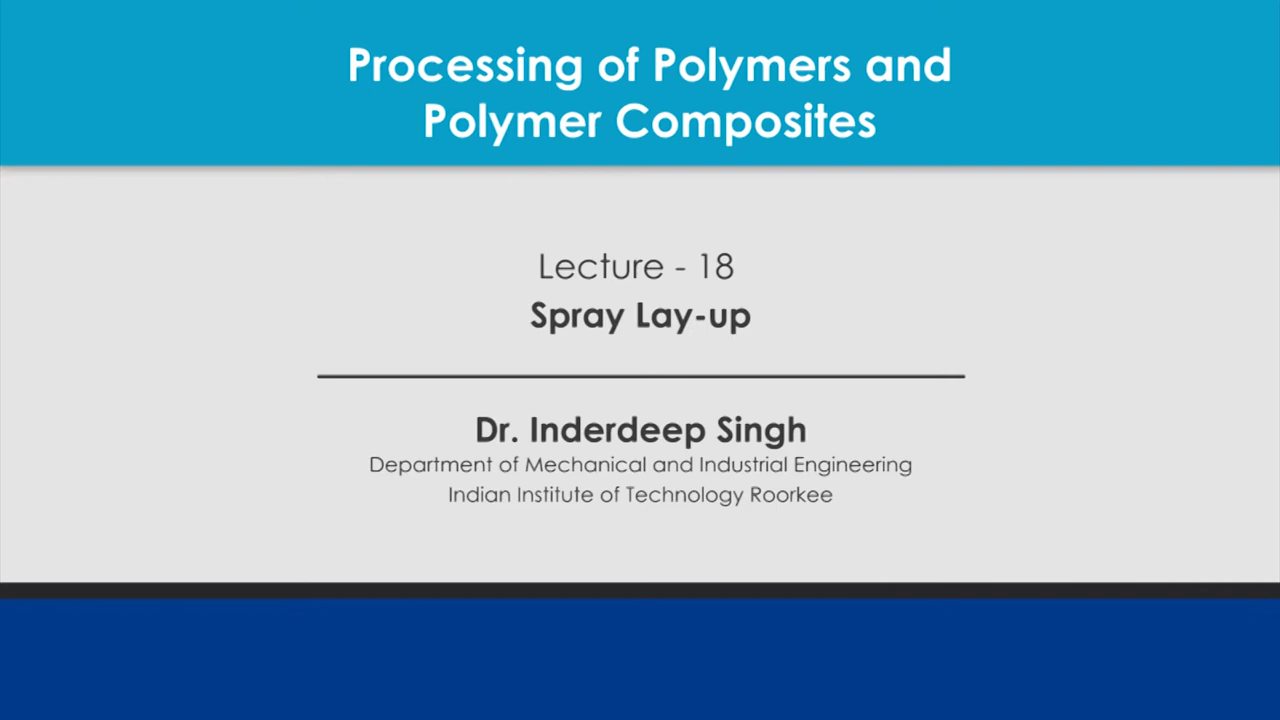 Processing of Polymers and
Polymer Composites
Lecture - 18
Spray Lay-up
Dr. Inderdeep Singh
Department of Mechanical and Industrial Engineering
Indian Institute of Technology Roorkee